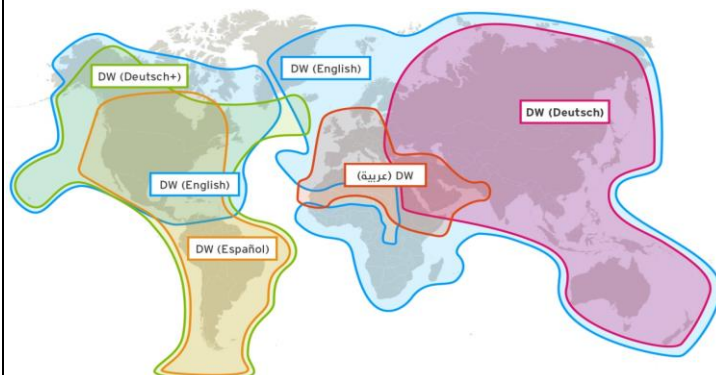 DW (English)
DW (Deutsch+)
DW (Deutsch)
DW (عربية)
DW (English)
DW (Español)